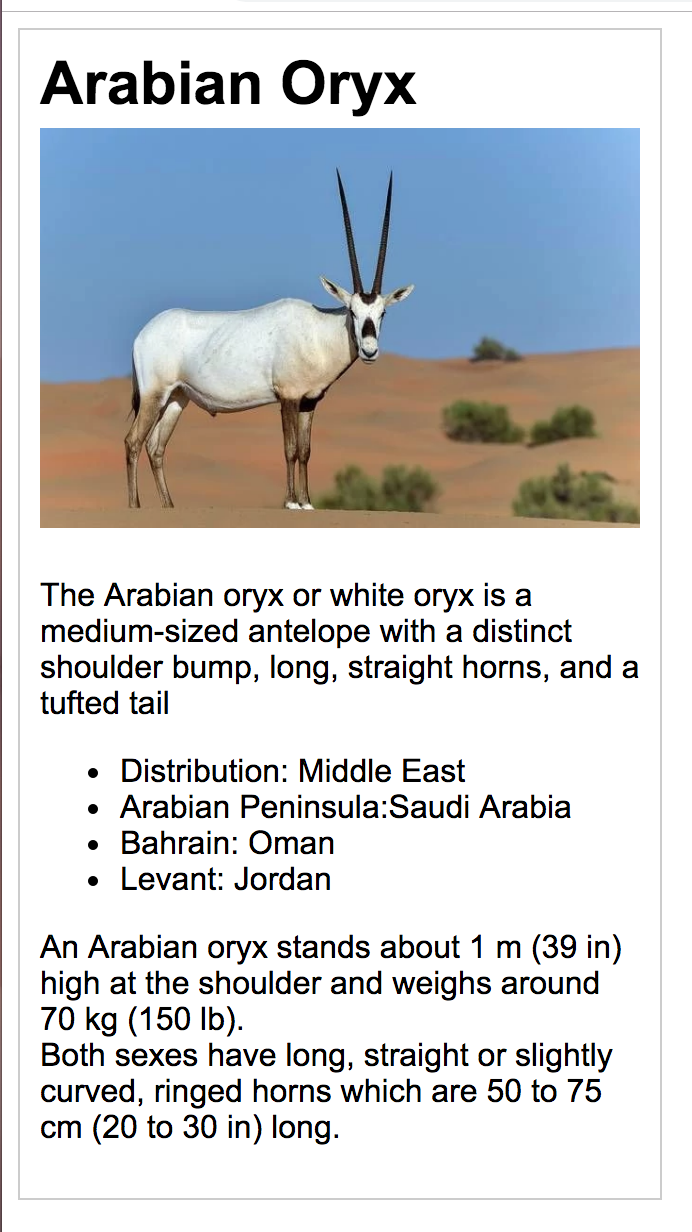 Arabian Oryx
The Arabian oryx or white oryx is a
medium-sized antelope with a distinct
shoulder bump, long, straight horns, and a
tufted tail
• Distribution: Middle East
• Arabian Peninsula:Saudi Arabia
• Bahrain: Oman
• Levant: Jordan
An Arabian oryx stands about 1 m (39 in)
high at the shoulder and weighs around
70 kg (150 lb).
Both sexes have long, straight or slightly
curved, ringed horns which are 50 to 75
cm (20 to 30 in) long.